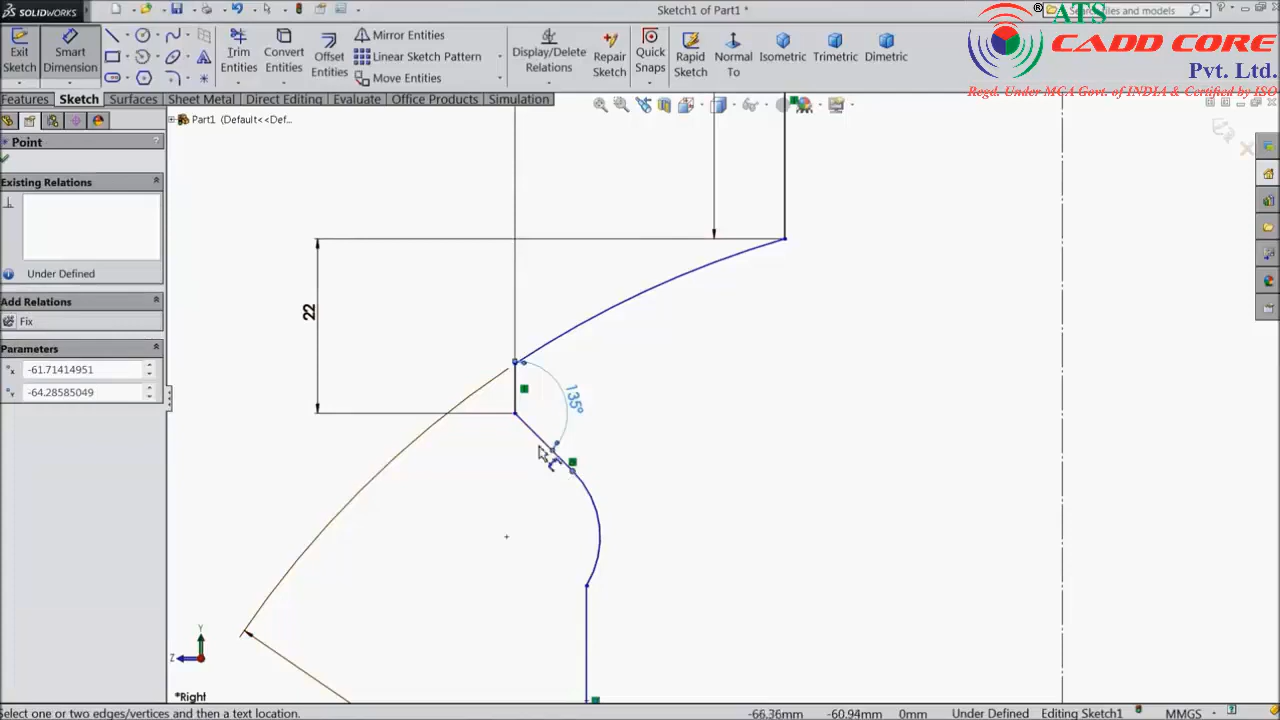 SOLIDWORKS
Sketch1 of Part1 *
Files and models
ATS
CADD CORE
Pvt. Ltd.
Regd. Under MCA Govt. of INDIA & Certified by ISO
Exit Sketch
Smart Dimension
Trim Entities
Convert Entities
Offset Entities
Mirror Entities
Linear Sketch Pattern
Move Entities
Display/Delete Relations
Repair Sketch
Quick Snaps
Rapid Sketch
Normal To
Isometric
Trimetric
Dimetric
Features
Sketch
Surfaces
Sheet Metal
Direct Editing
Evaluate
Office Products
Simulation
Part1 (Default<<Def...
Point
?
Existing Relations
Under Defined
Add Relations
Fix
Parameters
-61.71414951
-64.28585049
22
135°
Y
Z
*Right
Select one or two edges/vertices and then a text location.
-66.36mm
-60.94mm
0mm
Under Defined
Editing Sketch1
MMGS